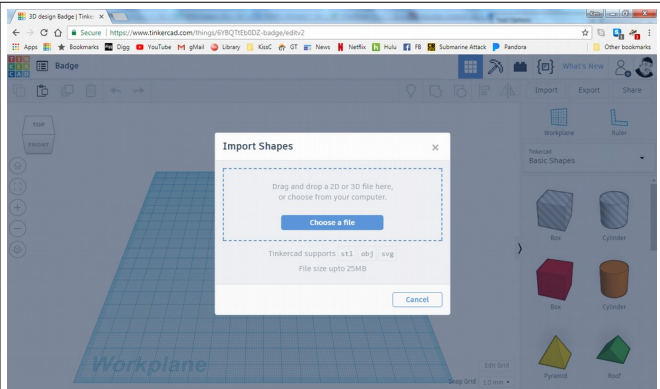 3D design Badge | Tinke
Secure | https://www.tinkercad.com/things/6YBQTtEb0DZ-badge/editv2
Apps Bookmarks Digg YouTube gMail Library KissC GT News Netflix Hulu FB Submarine Attack Pandora Other bookmarks
TIN
KER
CAD
Badge
What's New
Import Export Share
TOP
FRONT
Workplane Ruler
Tinkercad
Basic Shapes
Import Shapes
Drag and drop a 2D or 3D file here,
or choose from your computer.
Choose a file
Tinkercad supports stl obj svg
File size upto 25MB
Cancel
Box Cylinder
Box Cylinder
Pyramid Roof
Workplane
Edit Grid
Snap Grid 1.0 mm